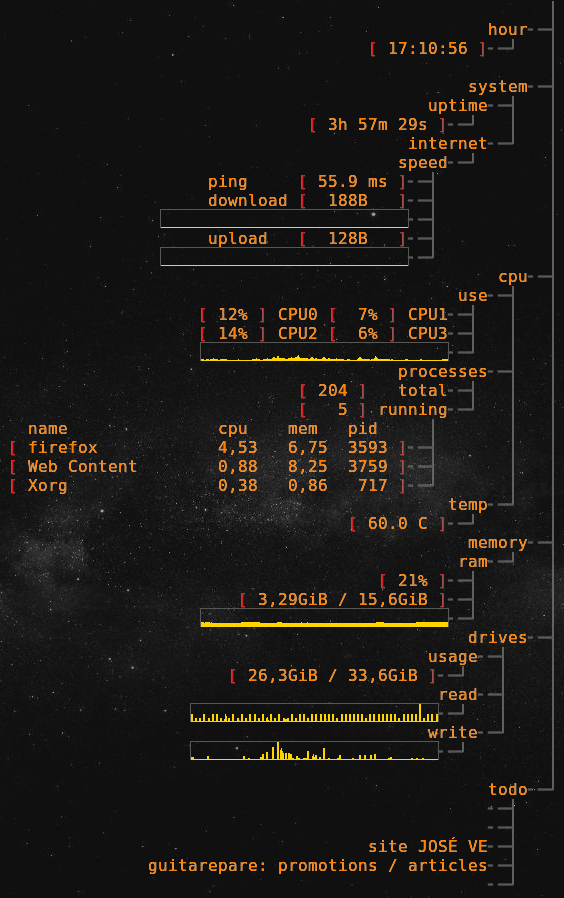 hour
[ 17:10:56 ]
system
uptime
[ 3h 57m 29s ]
internet
speed
ping [ 55.9 ms ]
download [ 188B ]
upload [ 128B ]
cpu
use
[ 12% ] CPU0 [ 7% ] CPU1
[ 14% ] CPU2 [ 6% ] CPU3
processes
[ 204 ] total
[ 5 ] running
name cpu mem pid
[ firefox 4,53 6,75 3593 ]
[ Web Content 0,88 8,25 3759 ]
[ Xorg 0,38 0,86 717 ]
temp
[ 60.0 C ]
memory
ram
[ 21% ]
[ 3,29GiB / 15,6GiB ]
drives
usage
[ 26,3GiB / 33,6GiB ]
read
write
todo
site JOSÉ VE
guitarepare: promotions / articles